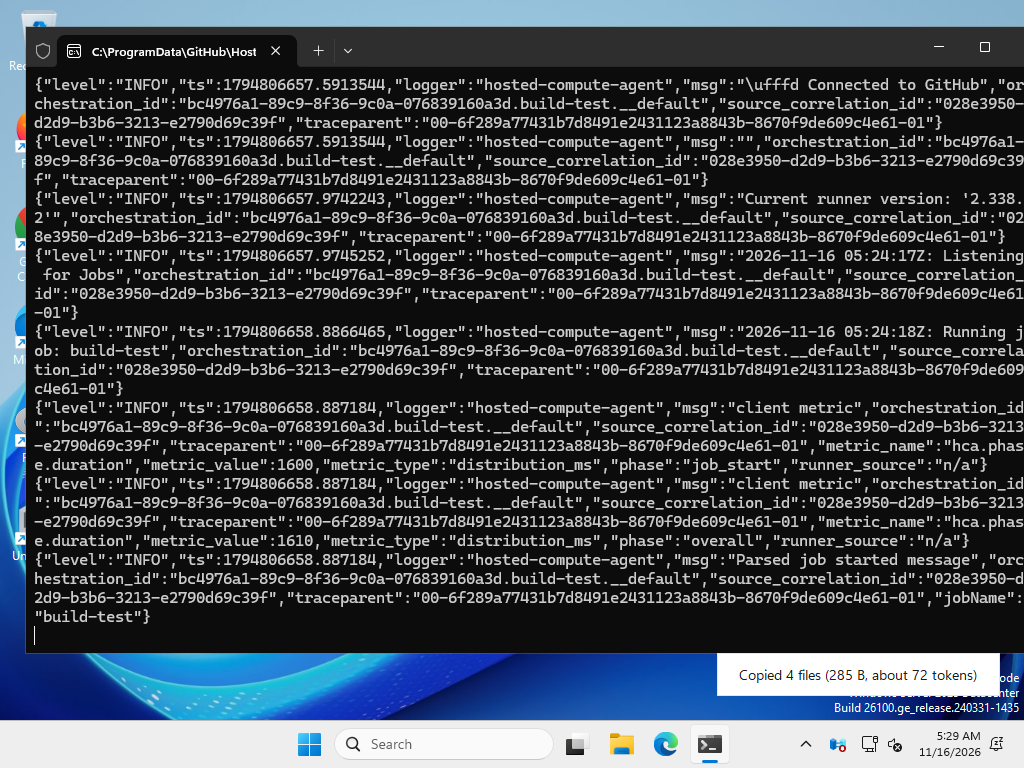 C:\ProgramData\GitHub\Host
{"level":"INFO","ts":1794806657.5913544,"logger":"hosted-compute-agent","msg":"\ufffd Connected to GitHub","or
chestration_id":"bc4976a1-89c9-8f36-9c0a-076839160a3d.build-test.__default","source_correlation_id":"028e3950-
d2d9-b3b6-3213-e2790d69c39f","traceparent":"00-6f289a77431b7d8491e2431123a8843b-8670f9de609c4e61-01"}
{"level":"INFO","ts":1794806657.5913544,"logger":"hosted-compute-agent","msg":"","orchestration_id":"bc4976a1-
89c9-8f36-9c0a-076839160a3d.build-test.__default","source_correlation_id":"028e3950-d2d9-b3b6-3213-e2790d69c39
f","traceparent":"00-6f289a77431b7d8491e2431123a8843b-8670f9de609c4e61-01"}
{"level":"INFO","ts":1794806657.9742243,"logger":"hosted-compute-agent","msg":"Current runner version: '2.338.
2'","orchestration_id":"bc4976a1-89c9-8f36-9c0a-076839160a3d.build-test.__default","source_correlation_id":"02
8e3950-d2d9-b3b6-3213-e2790d69c39f","traceparent":"00-6f289a77431b7d8491e2431123a8843b-8670f9de609c4e61-01"}
{"level":"INFO","ts":1794806657.9745252,"logger":"hosted-compute-agent","msg":"2026-11-16 05:24:17Z: Listening
for Jobs","orchestration_id":"bc4976a1-89c9-8f36-9c0a-076839160a3d.build-test.__default","source_correlation_
id":"028e3950-d2d9-b3b6-3213-e2790d69c39f","traceparent":"00-6f289a77431b7d8491e2431123a8843b-8670f9de609c4e61
-01"}
{"level":"INFO","ts":1794806658.8866465,"logger":"hosted-compute-agent","msg":"2026-11-16 05:24:18Z: Running j
ob: build-test","orchestration_id":"bc4976a1-89c9-8f36-9c0a-076839160a3d.build-test.__default","source_correla
tion_id":"028e3950-d2d9-b3b6-3213-e2790d69c39f","traceparent":"00-6f289a77431b7d8491e2431123a8843b-8670f9de609
c4e61-01"}
{"level":"INFO","ts":1794806658.887184,"logger":"hosted-compute-agent","msg":"client metric","orchestration_id
":"bc4976a1-89c9-8f36-9c0a-076839160a3d.build-test.__default","source_correlation_id":"028e3950-d2d9-b3b6-3213
-e2790d69c39f","traceparent":"00-6f289a77431b7d8491e2431123a8843b-8670f9de609c4e61-01","metric_name":"hca.phas
e.duration","metric_value":1600,"metric_type":"distribution_ms","phase":"job_start","runner_source":"n/a"}
{"level":"INFO","ts":1794806658.887184,"logger":"hosted-compute-agent","msg":"client metric","orchestration_id
":"bc4976a1-89c9-8f36-9c0a-076839160a3d.build-test.__default","source_correlation_id":"028e3950-d2d9-b3b6-3213
-e2790d69c39f","traceparent":"00-6f289a77431b7d8491e2431123a8843b-8670f9de609c4e61-01","metric_name":"hca.phas
e.duration","metric_value":1610,"metric_type":"distribution_ms","phase":"overall","runner_source":"n/a"}
{"level":"INFO","ts":1794806658.887184,"logger":"hosted-compute-agent","msg":"Parsed job started message","orc
hestration_id":"bc4976a1-89c9-8f36-9c0a-076839160a3d.build-test.__default","source_correlation_id":"028e3950-d
2d9-b3b6-3213-e2790d69c39f","traceparent":"00-6f289a77431b7d8491e2431123a8843b-8670f9de609c4e61-01","jobName":
"build-test"}
Copied 4 files (285 B, about 72 tokens)
Build 26100.ge_release.240331-1435
Search
5:29 AM
11/16/2026